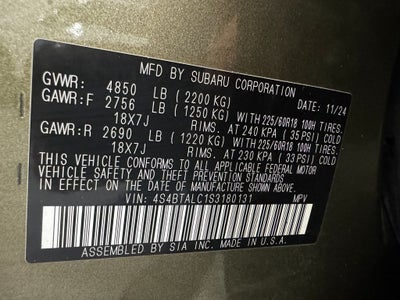 MFD BY SUBARU CORPORATION
GVWR: 4850 LB (2200 KG) DATE: 11/24
GAWR:F 2756 LB (1250 KG) WITH 225/60R18 100H TIRES,
18X7J RIMS, AT 240 KPA (35 PSI) COLD
GAWR:R 2690 LB (1220 KG) WITH 225/60R18 100H TIRES,
18X7J RIMS, AT 230 KPA (33 PSI) COLD
THIS VEHICLE CONFORMS TO ALL APPLICABLE FEDERAL MOTOR
VEHICLE SAFETY AND THEFT PREVENTION STANDARDS IN
EFFECT ON THE DATE OF MANUFACTURE SHOWN ABOVE.
VIN: 4S4BTALC1S3180131 MPV
ASSEMBLED BY SIA INC. MADE IN U.S.A.